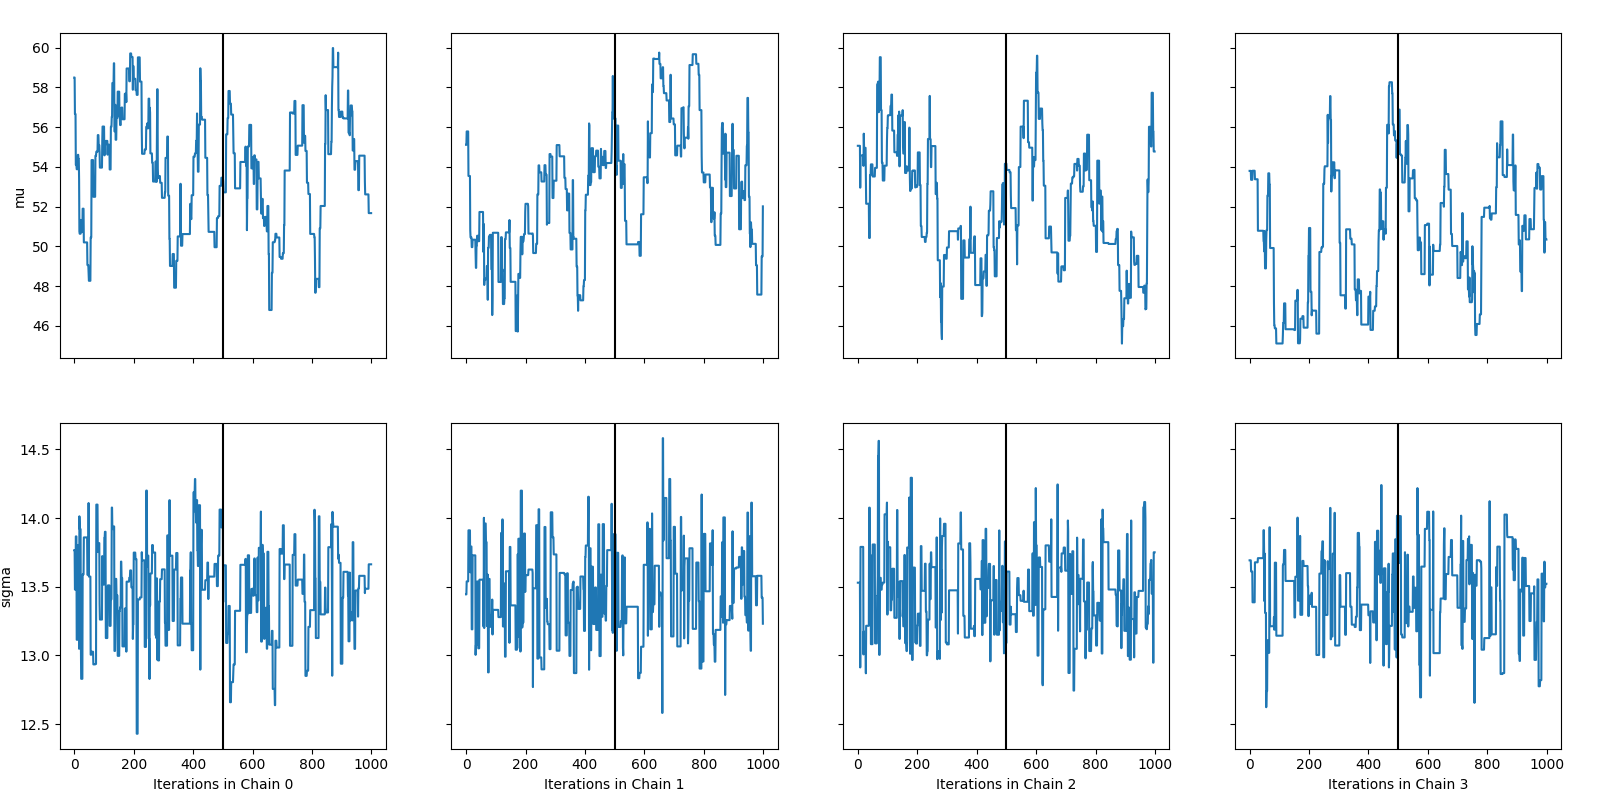 60
58
56
54
52
50
48
46
mu
14.5
14.0
13.5
13.0
12.5
sigma
0 200 400 600 800 1000
0 200 400 600 800 1000
0 200 400 600 800 1000
0 200 400 600 800 1000
Iterations in Chain 0
Iterations in Chain 1
Iterations in Chain 2
Iterations in Chain 3